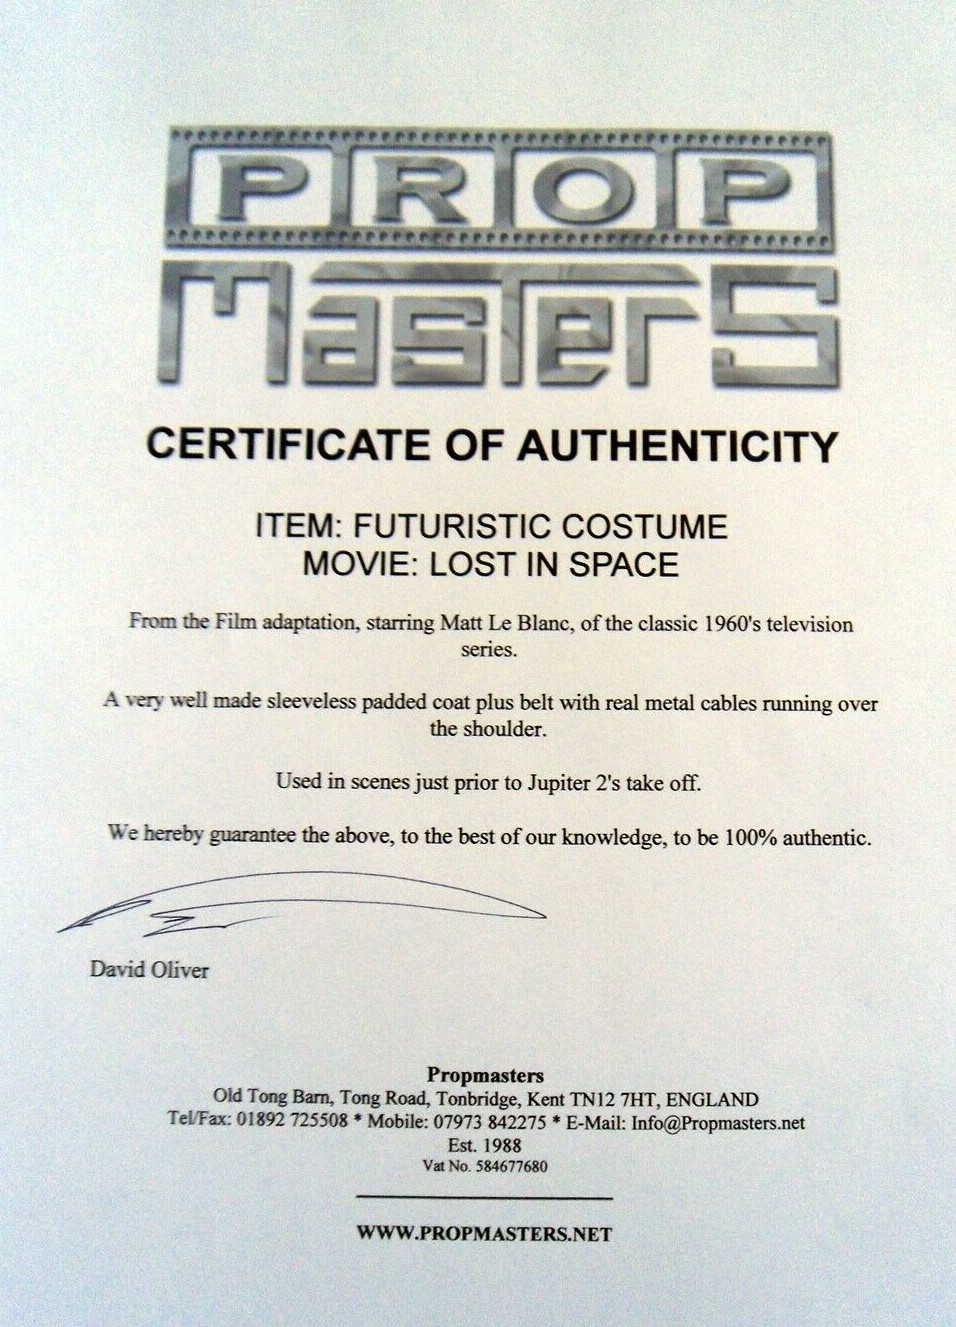 PROP
MasTerS
CERTIFICATE OF AUTHENTICITY
ITEM: FUTURISTIC COSTUME
MOVIE: LOST IN SPACE
From the Film adaptation, starring Matt Le Blanc, of the classic 1960's television
series.
A very well made sleeveless padded coat plus belt with real metal cables running over
the shoulder.
Used in scenes just prior to Jupiter 2's take off.
We hereby guarantee the above, to the best of our knowledge, to be 100% authentic.
David Oliver
Propmasters
Old Tong Barn, Tong Road, Tonbridge, Kent TN12 7HT, ENGLAND
Tel/Fax: 01892 725508 * Mobile: 07973 842275 * E-Mail: Info@Propmasters.net
Est. 1988
Vat No. 584677680
WWW.PROPMASTERS.NET